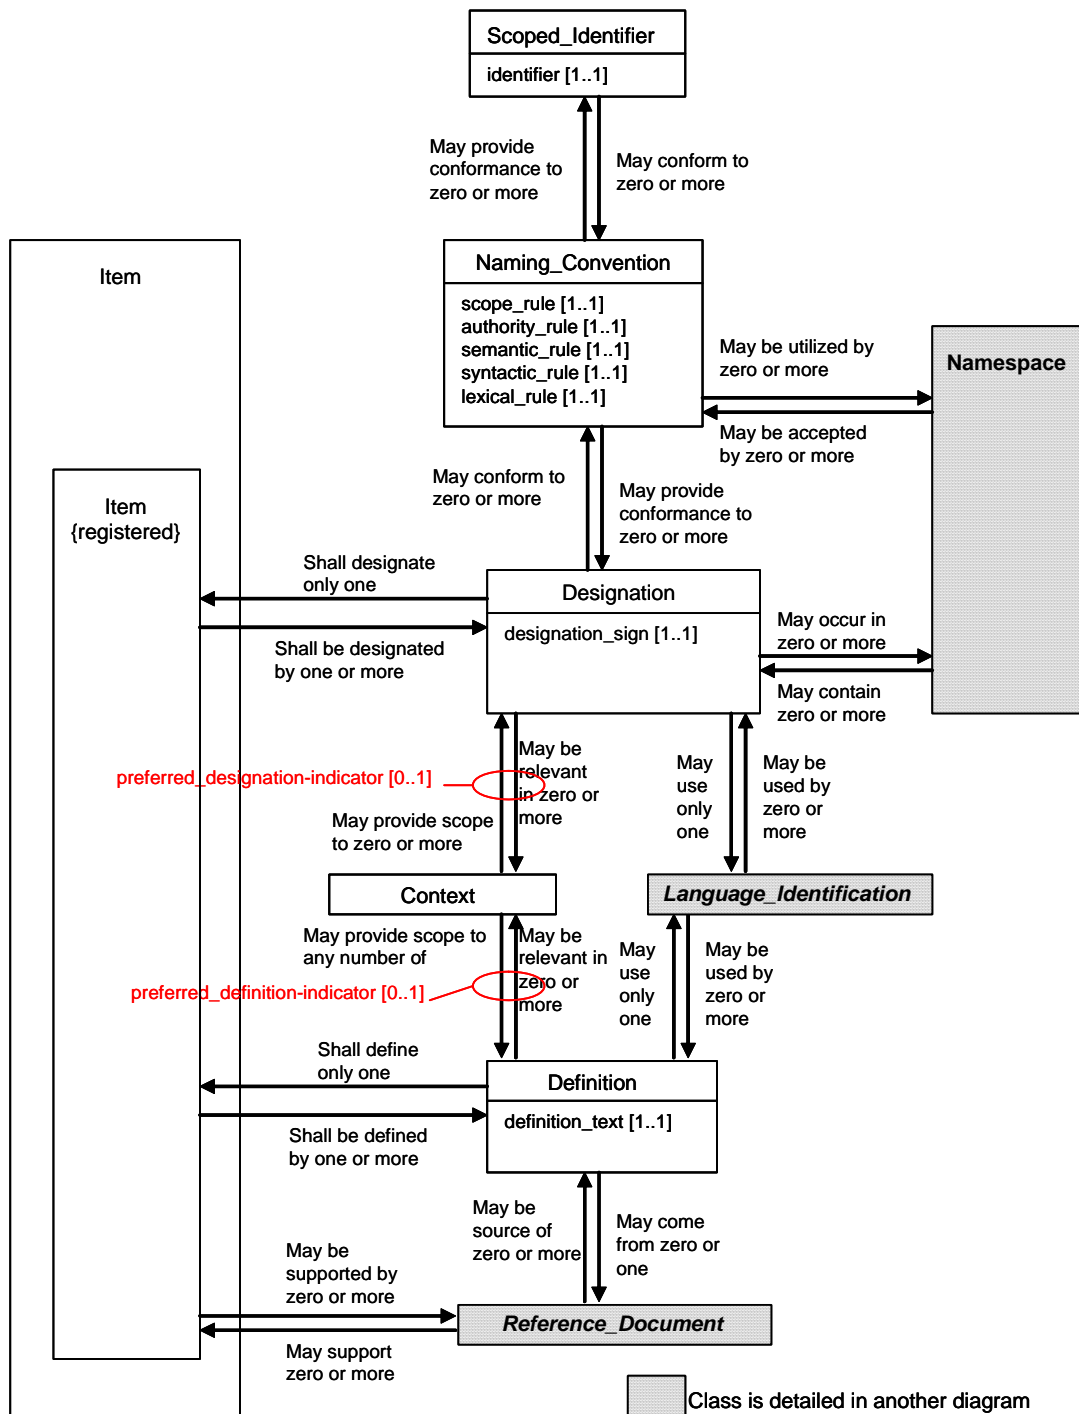 Scoped_Identifier
identifier [1..1]
May provide
conformance to
zero or more
May conform to
zero or more
Item
Naming_Convention
scope_rule [1..1]
authority_rule [1..1]
semantic_rule [1..1]
syntactic_rule [1..1]
lexical_rule [1..1]
May be utilized by
zero or more
Namespace
May be accepted
by zero or more
May conform to
zero or more
May provide
conformance to
zero or more
Item
{registered}
Shall designate
only one
Designation
designation_sign [1..1]
Shall be designated
by one or more
May occur in
zero or more
May contain
zero or more
preferred_designation-indicator [0..1]
May be
relevant
in zero or
more
May provide scope
to zero or more
May
use
only
one
May be
used by
zero or
more
Context
Language_Identification
May provide scope to
any number of
May be
relevant in
zero or
more
preferred_definition-indicator [0..1]
May
use
only
one
May be
used by
zero or
more
Shall define
only one
Definition
definition_text [1..1]
Shall be defined
by one or more
May be
source of
zero or more
May come
from zero or
one
May be
supported by
zero or more
Reference_Document
May support
zero or more
Class is detailed in another diagram